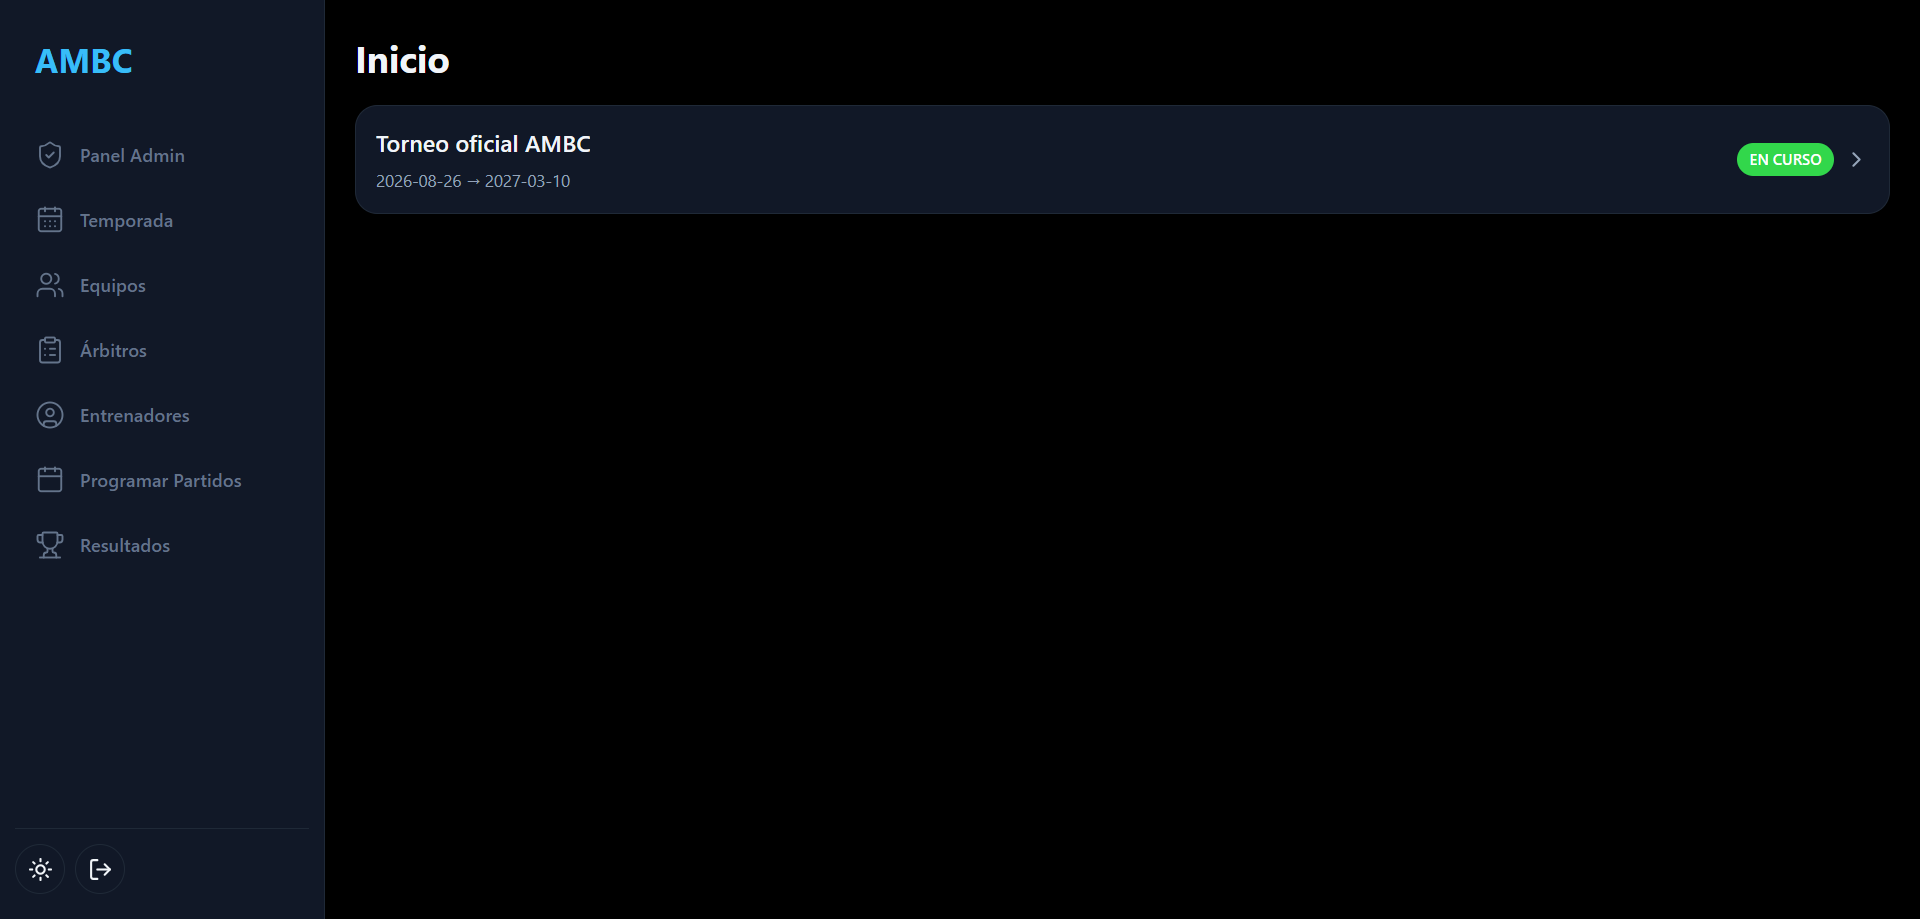 AMBC
Panel Admin
Temporada
Equipos
Árbitros
Entrenadores
Programar Partidos
Resultados
Inicio
Torneo oficial AMBC
2026-08-26 → 2027-03-10
EN CURSO